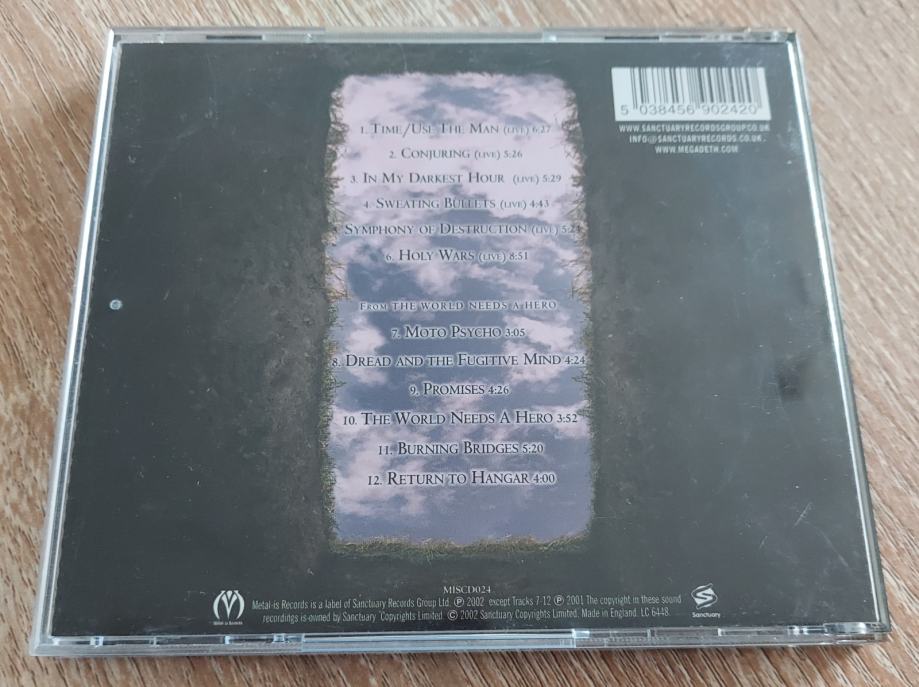 1. Time/Use The Man (live) 6:27
2. Conjuring (live) 5:26
3. In My Darkest Hour (live) 5:29
4. Sweating Bullets (live) 4:43
Symphony of Destruction (live)
6. Holy Wars (live) 8:51
From THE WORLD NEEDS A HERO
7. Moto Psycho 3:05
8. Dread and the Fugitive Mind 4:24
9. Promises 4:26
10. The World Needs A Hero 3:52
11. Burning Bridges 5:20
12. Return to Hangar 4:00
5 038456 902420
WWW.SANCTUARYRECORDSGROUP.CO.UK
INFO@SANCTUARYRECORDS.CO.UK.
WWW.MEGADETH.COM
MISCD024
Metal-is Records is a label of Sanctuary Records Group Ltd. ℗ 2002 except Tracks 7-12 ℗ 2001 The copyright in these sound
recordings is owned by Sanctuary Copyrights Limited. © 2002 Sanctuary Copyrights Limited. Made in England. LC 6448.
Metal-is Records
Sanctuary